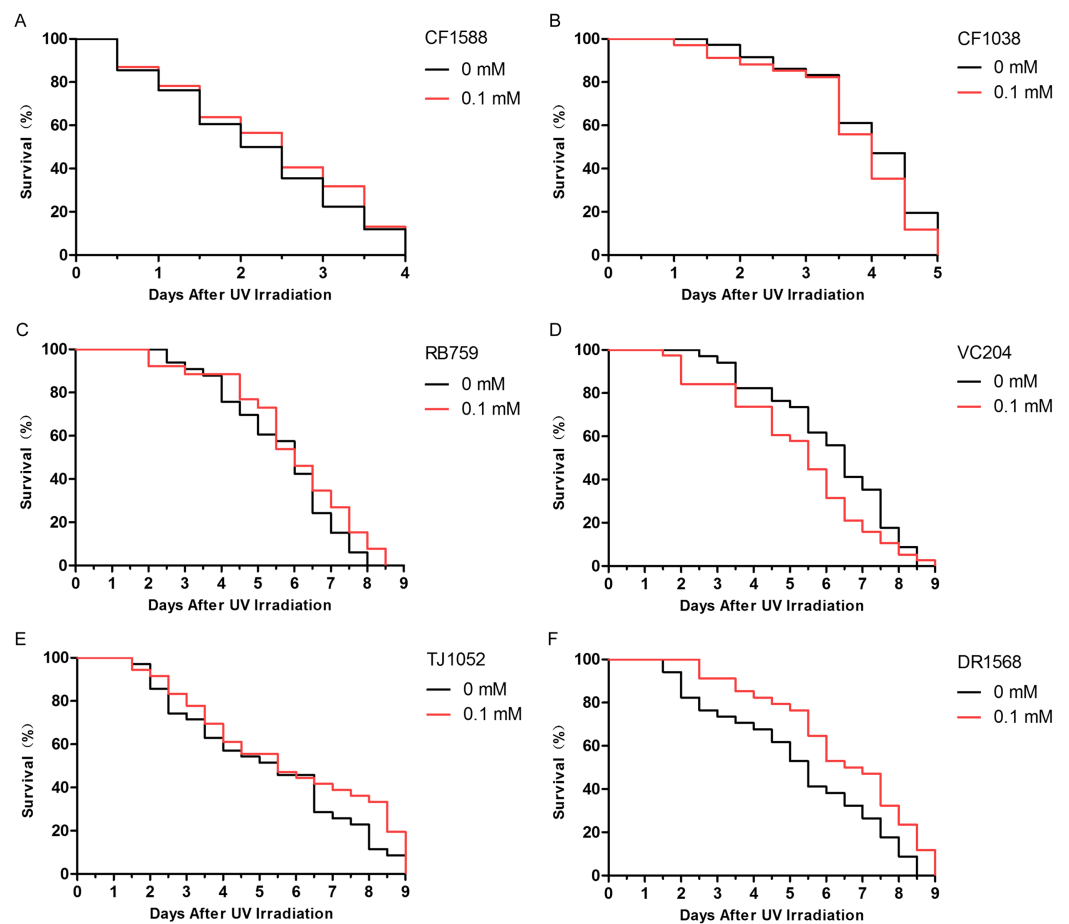 A
CF1588
0 mM
0.1 mM
100
80
60
40
20
0
Survival (%)
0 1 2 3 4
Days After UV Irradiation
B
CF1038
0 mM
0.1 mM
100
80
60
40
20
0
Survival (%)
0 1 2 3 4 5
Days After UV Irradiation
C
RB759
0 mM
0.1 mM
100
80
60
40
20
0
Survival (%)
0 1 2 3 4 5 6 7 8 9
Days After UV Irradiation
D
VC204
0 mM
0.1 mM
100
80
60
40
20
0
Survival (%)
0 1 2 3 4 5 6 7 8 9
Days After UV Irradiation
E
TJ1052
0 mM
0.1 mM
100
80
60
40
20
0
Survival (%)
0 1 2 3 4 5 6 7 8 9
Days After UV Irradiation
F
DR1568
0 mM
0.1 mM
100
80
60
40
20
0
Survival (%)
0 1 2 3 4 5 6 7 8 9
Days After UV Irradiation